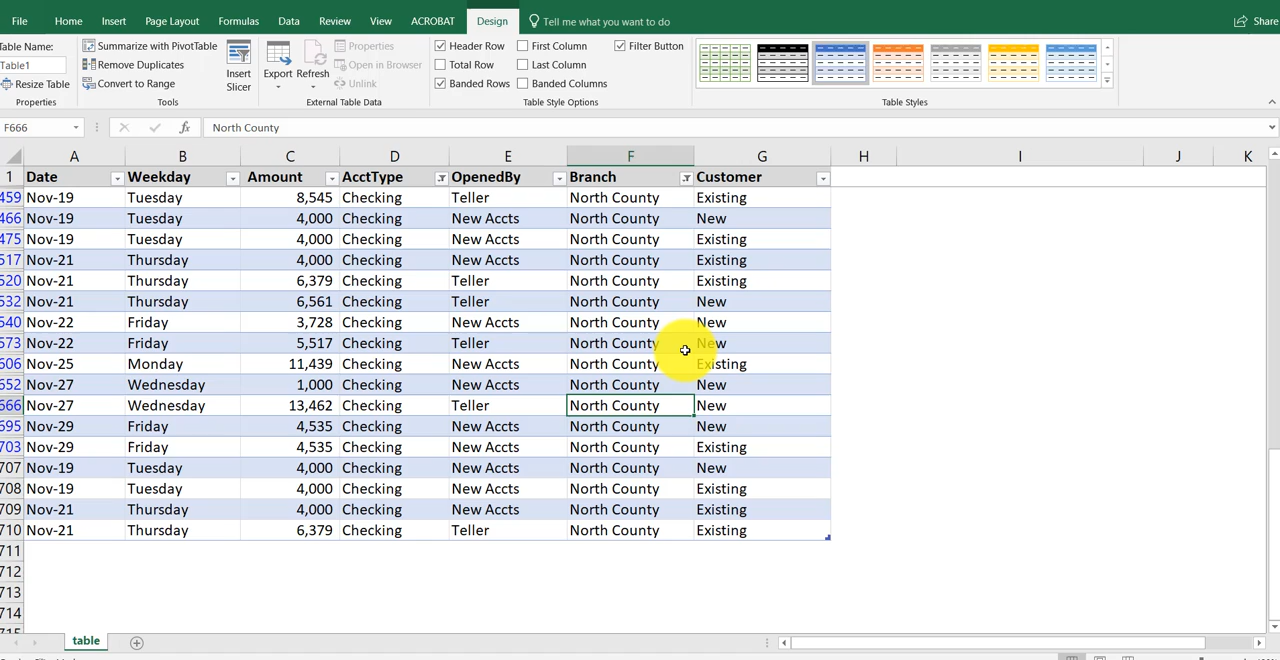 File Home Insert Page Layout Formulas Data Review View ACROBAT Design Tell me what you want to do Share
Table Name: Summarize with PivotTable Properties Header Row First Column Filter Button
Table1 Remove Duplicates Insert Slicer Export Refresh Open in Browser Total Row Last Column
Resize Table Convert to Range Unlink Banded Rows Banded Columns
Properties Tools External Table Data Table Style Options Table Styles
F666 fx North County
A B C D E F G H I J K
1 Date Weekday Amount AcctType OpenedBy Branch Customer
459 Nov-19 Tuesday 8,545 Checking Teller North County Existing
466 Nov-19 Tuesday 4,000 Checking New Accts North County New
475 Nov-19 Tuesday 4,000 Checking New Accts North County Existing
517 Nov-21 Thursday 4,000 Checking New Accts North County Existing
520 Nov-21 Thursday 6,379 Checking Teller North County Existing
532 Nov-21 Thursday 6,561 Checking Teller North County New
540 Nov-22 Friday 3,728 Checking New Accts North County New
573 Nov-22 Friday 5,517 Checking Teller North County New
606 Nov-25 Monday 11,439 Checking New Accts North County Existing
652 Nov-27 Wednesday 1,000 Checking New Accts North County New
666 Nov-27 Wednesday 13,462 Checking Teller North County New
695 Nov-29 Friday 4,535 Checking New Accts North County New
703 Nov-29 Friday 4,535 Checking New Accts North County Existing
707 Nov-19 Tuesday 4,000 Checking New Accts North County New
708 Nov-19 Tuesday 4,000 Checking New Accts North County Existing
709 Nov-21 Thursday 4,000 Checking New Accts North County Existing
710 Nov-21 Thursday 6,379 Checking Teller North County Existing
711
712
713
714
table